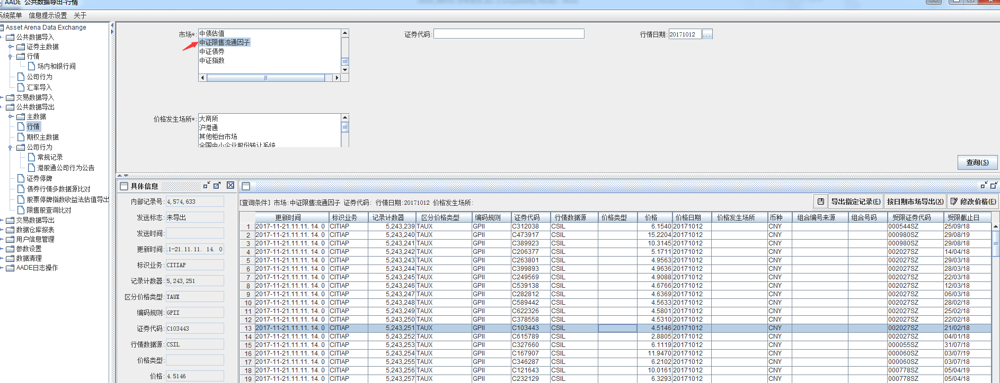 AADE 公共数据导出-行情
系统菜单 信息提示设置 关于
Asset Arena Data Exchange
公共数据导入
证券主数据
行情
场内和银行间
公司行为
汇率导入
交易数据导入
公共数据导出
主数据
行情
期权主数据
公司行为
常规记录
港股通公司行为公告
证券停牌
债券行情多数据源比对
股票停牌指数收益法估值导出
限售股查询比对
交易数据导出
数据仓库报表
用户信息管理
参数设置
数据清理
AADE日志操作
市场*:
中债估值
中证限售流通因子
中证债券
中证指数
证券代码:
行情日期: 20171012 ...
价格发生场所*:
大商所
沪港通
其他柜台市场
全国中小企业股份转让系统
查询(S)
具体信息
内部记录号: 4,574,633
发送标志: 未导出
发送时间:
更新时间: .1-21.11.11. 14. 0
标识业务: CITIAP
记录计数器: 5,243,251
区分价格类型: TAUX
编码规则: GPII
证券代码: C103443
行情数据源: CSIL
价格类型:
价格: 4.5146
[查询条件] 市场:中证限售流通因子 证券代码: 行情日期:20171012 价格发生场所:
导出指定记录(E) 按日期市场导出(X) 修改价格(E)
更新时间 标识业务 记录计数器 区分价格类型 编码规则 证券代码 行情数据源 价格类型 价格 价格日期 价格发生场所 币种 组合编号来源 组合号码 受限证券代码 受限截止日
1 2017-11-21.11.11. 14. 0 CITIAP 5,243,239 TAUX GPII C312038 CSIL 6.1540 20171012 CNY 000544SZ 25/09/18
2 2017-11-21.11.11. 14. 0 CITIAP 5,243,240 TAUX GPII C473917 CSIL 15.2204 20171012 CNY 000980SZ 29/08/19
3 2017-11-21.11.11. 14. 0 CITIAP 5,243,241 TAUX GPII C389923 CSIL 10.3145 20171012 CNY 000980SZ 29/08/18
4 2017-11-21.11.11. 14. 0 CITIAP 5,243,242 TAUX GPII C206377 CSIL 5.1711 20171012 CNY 002027SZ 14/04/18
5 2017-11-21.11.11. 14. 0 CITIAP 5,243,243 TAUX GPII C263801 CSIL 4.9563 20171012 CNY 002027SZ 29/03/18
6 2017-11-21.11.11. 14. 0 CITIAP 5,243,244 TAUX GPII C399893 CSIL 4.9636 20171012 CNY 002027SZ 28/03/18
7 2017-11-21.11.11. 14. 0 CITIAP 5,243,245 TAUX GPII C249569 CSIL 4.9088 20171012 CNY 002027SZ 22/03/18
8 2017-11-21.11.11. 14. 0 CITIAP 5,243,246 TAUX GPII C539138 CSIL 4.6766 20171012 CNY 002027SZ 12/03/18
9 2017-11-21.11.11. 14. 0 CITIAP 5,243,247 TAUX GPII C282812 CSIL 4.6369 20171012 CNY 002027SZ 06/03/18
10 2017-11-21.11.11. 14. 0 CITIAP 5,243,248 TAUX GPII C589442 CSIL 4.5633 20171012 CNY 002027SZ 28/02/18
11 2017-11-21.11.11. 14. 0 CITIAP 5,243,249 TAUX GPII C622326 CSIL 4.5801 20171012 CNY 002027SZ 25/02/18
12 2017-11-21.11.11. 14. 0 CITIAP 5,243,250 TAUX GPII C378558 CSIL 4.5310 20171012 CNY 002027SZ 22/02/18
13 2017-11-21.11.11. 14. 0 CITIAP 5,243,251 TAUX GPII C103443 CSIL 4.5146 20171012 CNY 002027SZ 21/02/18
14 2017-11-21.11.11. 14. 0 CITIAP 5,243,252 TAUX GPII C615789 CSIL 2.8805 20171012 CNY 002027SZ 04/01/18
15 2017-11-21.11.11. 14. 0 CITIAP 5,243,253 TAUX GPII C327660 CSIL 6.1119 20171012 CNY 000055SZ 31/07/18
16 2017-11-21.11.11. 14. 0 CITIAP 5,243,254 TAUX GPII C167907 CSIL 11.9470 20171012 CNY 000060SZ 03/07/19
17 2017-11-21.11.11. 14. 0 CITIAP 5,243,255 TAUX GPII C346287 CSIL 6.2102 20171012 CNY 000060SZ 03/07/18
18 2017-11-21.11.11. 14. 0 CITIAP 5,243,256 TAUX GPII C121643 CSIL 10.0161 20171012 CNY 000778SZ 05/04/19
19 2017-11-21.11.11. 14. 0 CITIAP 5,243,257 TAUX GPII C232129 CSIL 6.3293 20171012 CNY 000778SZ 05/04/18